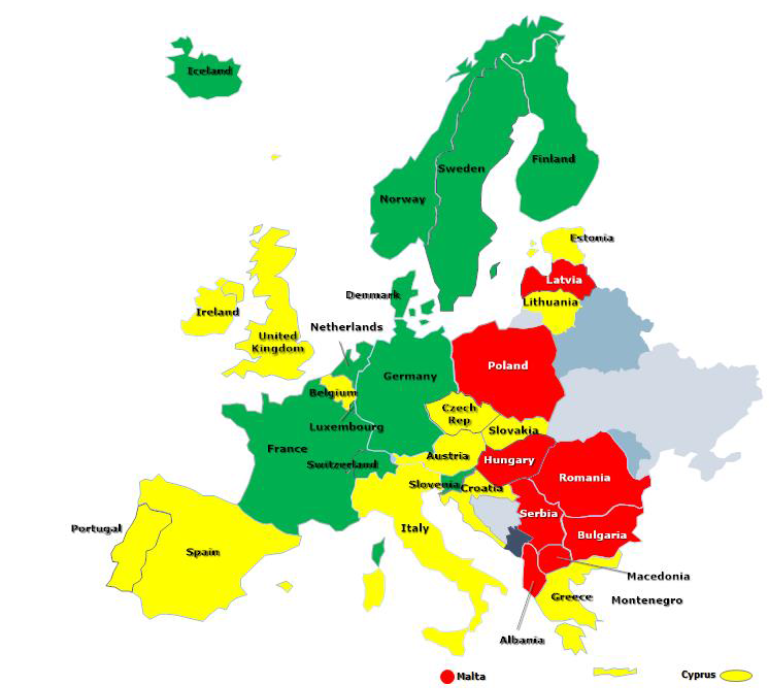 Iceland
Sweden
Finland
Norway
Estonia
Latvia
Denmark
Lithuania
Ireland
Netherlands
United
Kingdom
Poland
Germany
Belgium
Czech
Rep
Luxembourg
Slovakia
France
Austria
Hungary
Switzerland
Romania
Slovenia
Croatia
Serbia
Portugal
Italy
Bulgaria
Spain
Macedonia
Greece
Montenegro
Albania
Malta
Cyprus